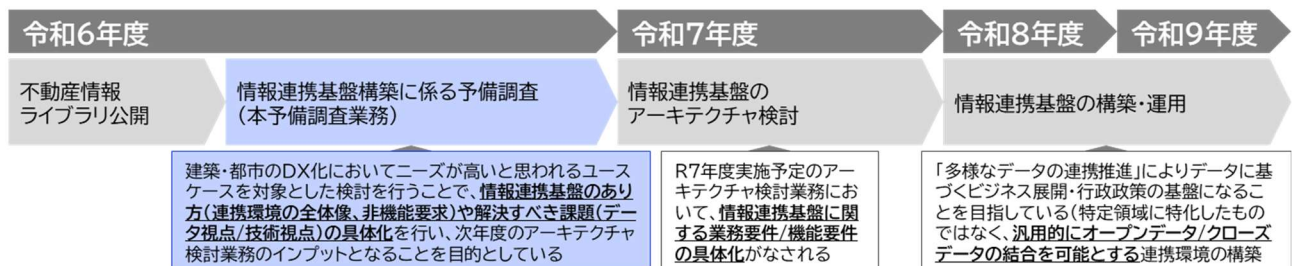 令和6年度
令和7年度
令和8年度
令和9年度
不動産情報
ライブラリ公開
情報連携基盤構築に係る予備調査
(本予備調査業務)
情報連携基盤の
アーキテクチャ検討
情報連携基盤の構築・運用
建築・都市のDX化においてニーズが高いと思われるユース
ケースを対象とした検討を行うことで、情報連携基盤のあり
方(連携環境の全体像、非機能要求)や解決すべき課題(デー
タ視点/技術視点)の具体化を行い、次年度のアーキテクチャ
検討業務のインプットとなることを目的としている
R7年度実施予定のアー
キテクチャ検討業務にお
いて、情報連携基盤に関
する業務要件/機能要件
の具体化がなされる
「多様なデータの連携推進」によりデータに基
づくビジネス展開・行政政策の基盤になるこ
とを目指している(特定領域に特化したもの
ではなく、汎用的にオープンデータ/クローズ
データの結合を可能とする連携環境の構築